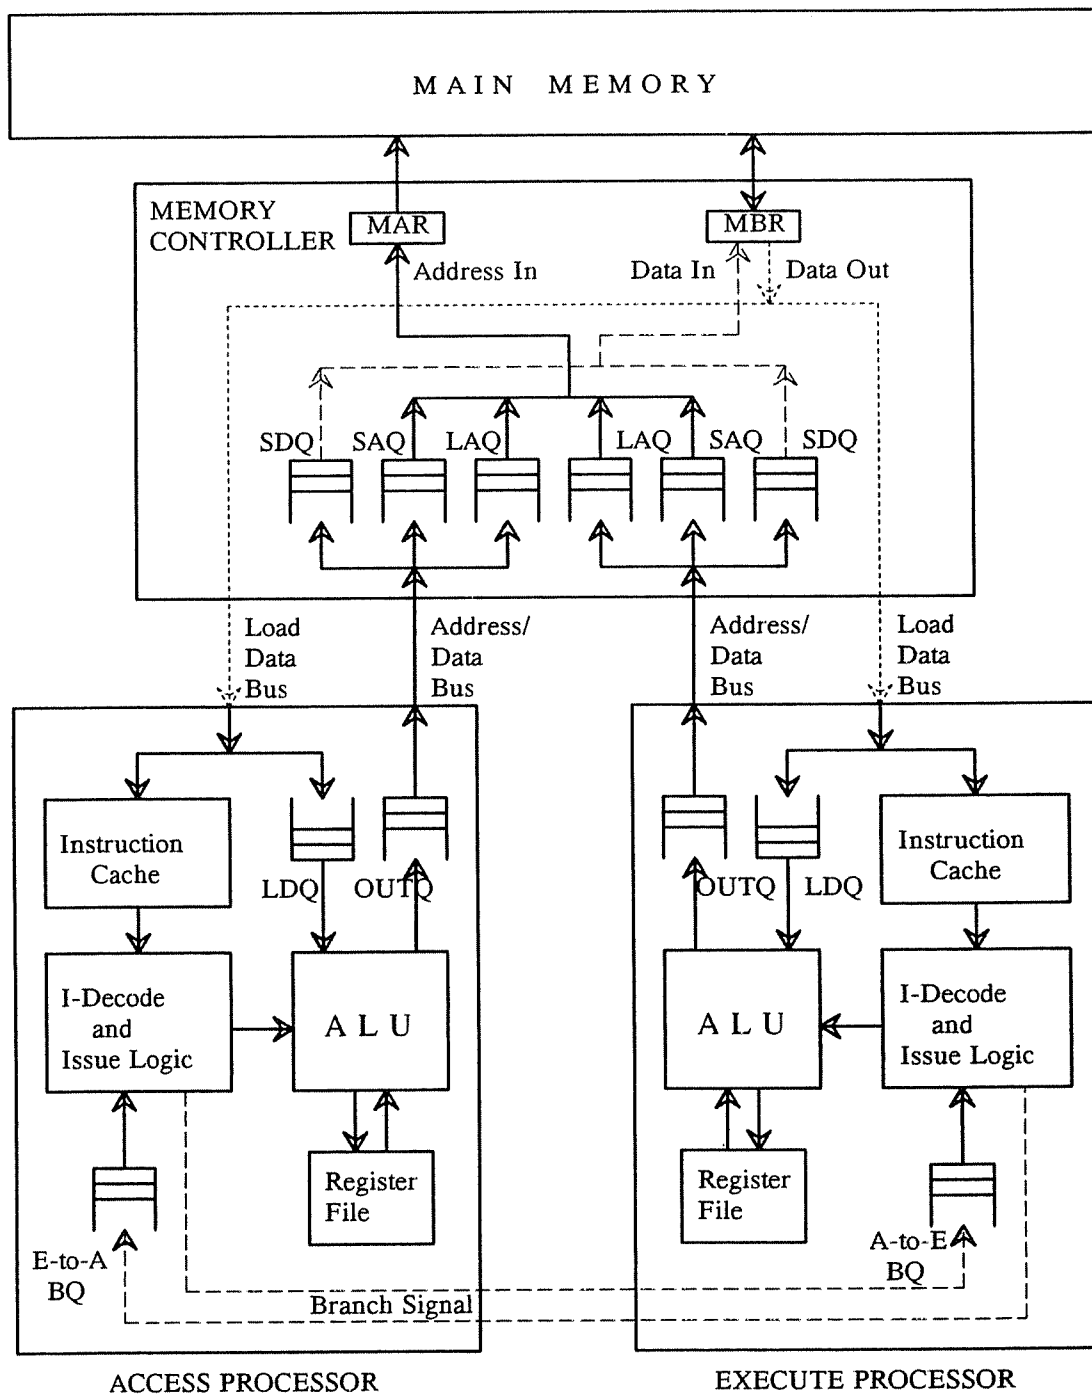 MAIN MEMORY
MEMORY
CONTROLLER
MAR
MBR
Address In
Data In
Data Out
SDQ
SAQ
LAQ
LAQ
SAQ
SDQ
Load
Data
Bus
Address/
Data
Bus
Address/
Data
Bus
Load
Data
Bus
Instruction
Cache
LDQ
OUTQ
OUTQ
LDQ
Instruction
Cache
I-Decode
and
Issue Logic
ALU
ALU
I-Decode
and
Issue Logic
Register
File
Register
File
E-to-A
BQ
A-to-E
BQ
Branch Signal
ACCESS PROCESSOR
EXECUTE PROCESSOR